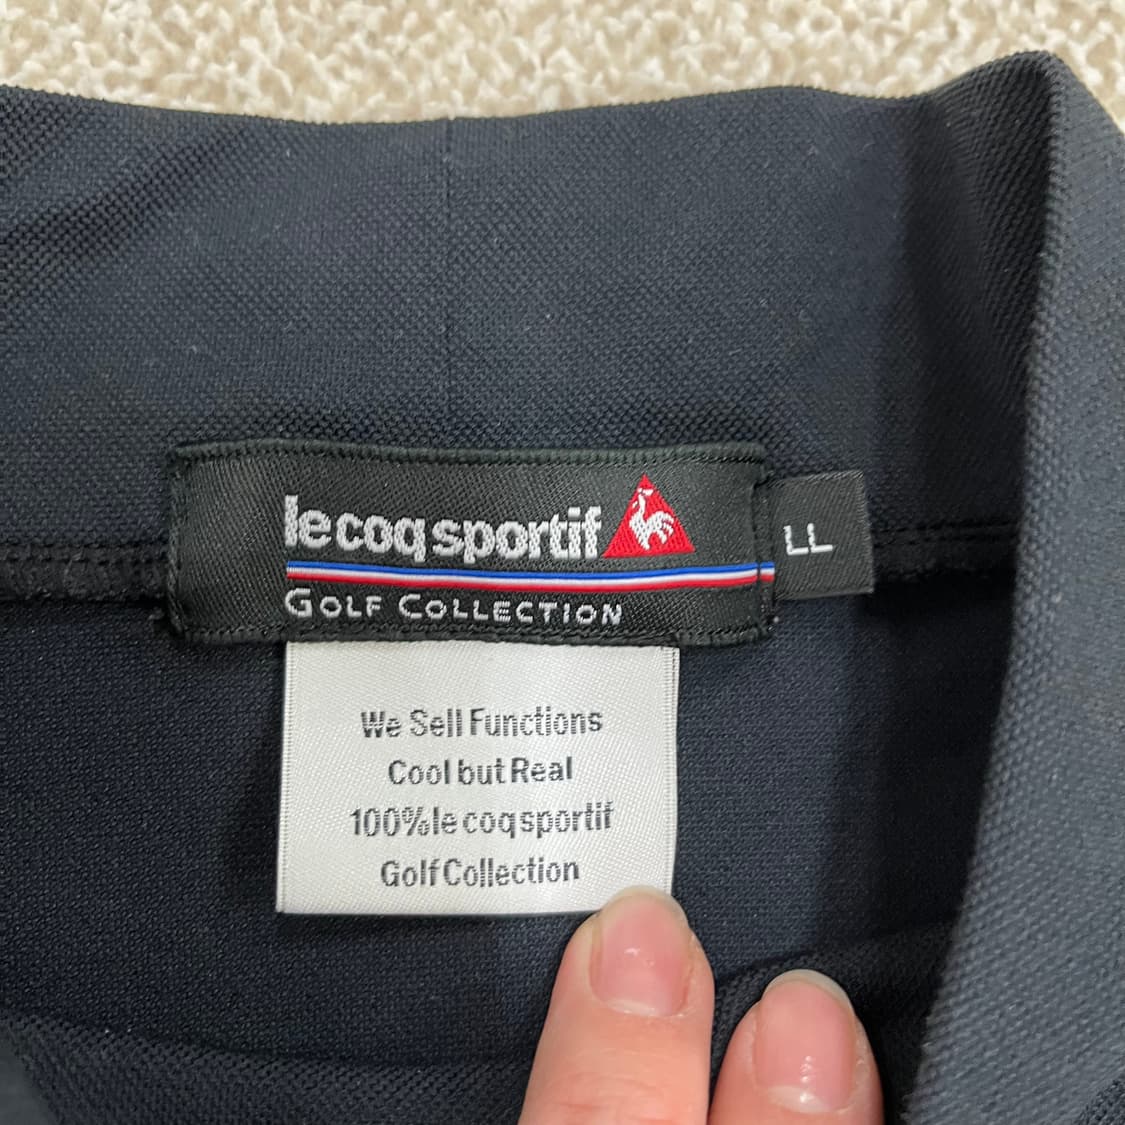 le coq sportif
GOLF COLLECTION
LL
We Sell Functions
Cool but Real
100% le coq sportif
Golf Collection